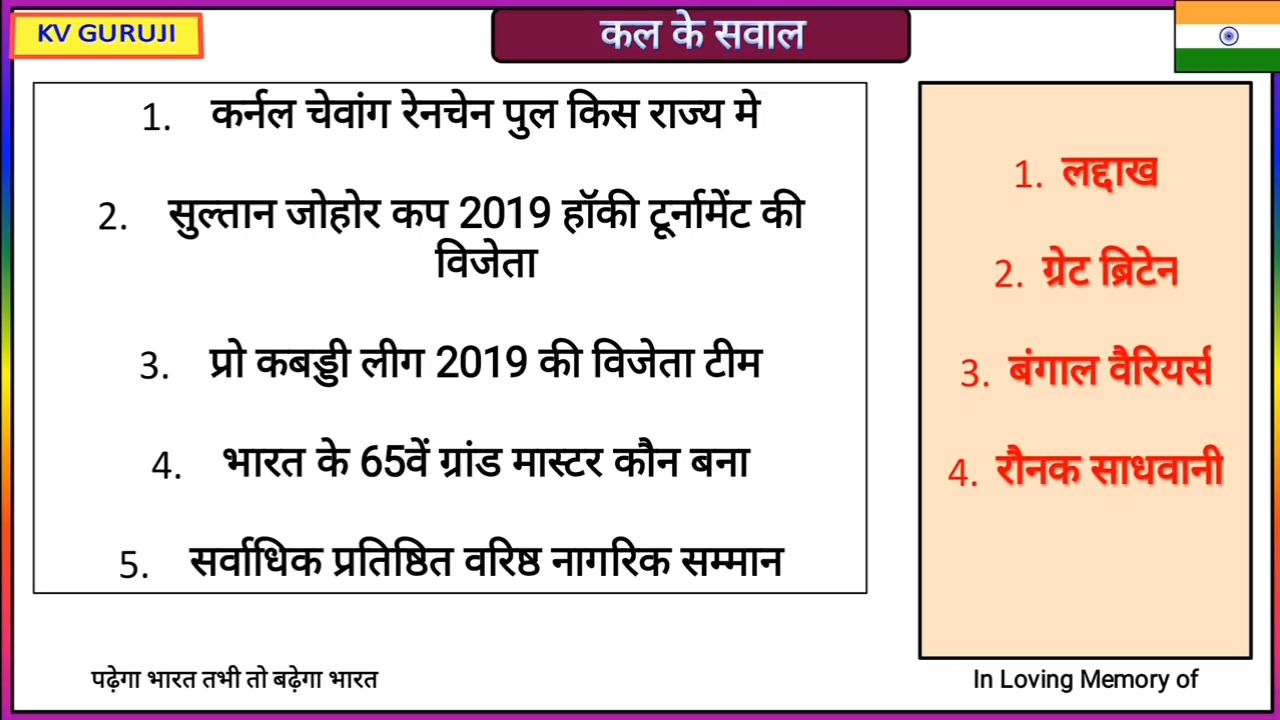 KV GURUJI
कल के सवाल
1. कर्नल चेवांग रेनचेन पुल किस राज्य मे
2. सुल्तान जोहोर कप 2019 हॉकी टूर्नामेंट की
विजेता
3. प्रो कबड्डी लीग 2019 की विजेता टीम
4. भारत के 65वें ग्रांड मास्टर कौन बना
5. सर्वाधिक प्रतिष्ठित वरिष्ठ नागरिक सम्मान
1. लद्दाख
2. ग्रेट ब्रिटेन
3. बंगाल वैरियर्स
4. रौनक साधवानी
पढ़ेगा भारत तभी तो बढ़ेगा भारत
In Loving Memory of